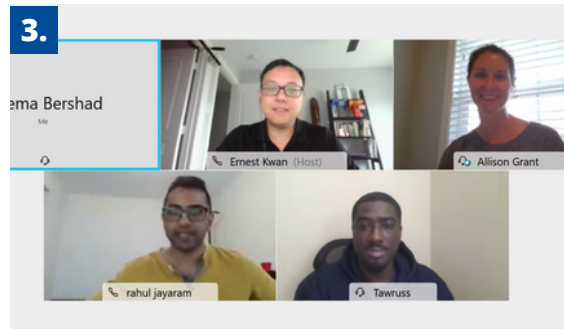 3.
ema Bershad
Me
Ernest Kwan (Host)
Allison Grant
rahul jayaram
Tawruss